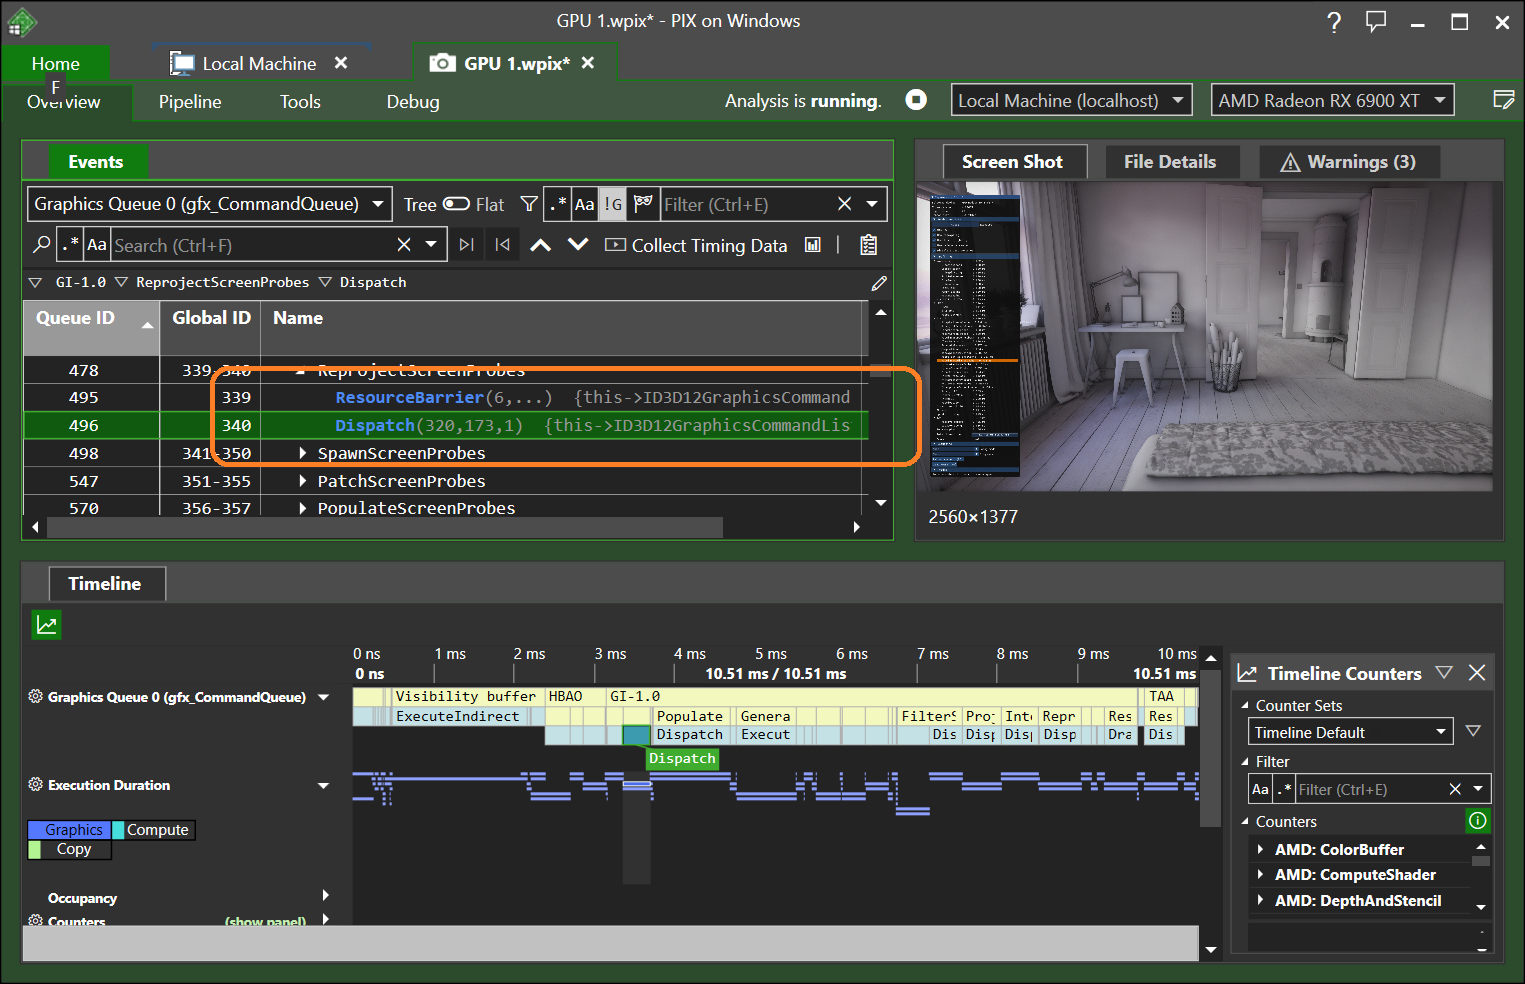 GPU 1.wpix* - PIX on Windows
Home
Local Machine
GPU 1.wpix*
F
Overview
Pipeline
Tools
Debug
Analysis is running.
Local Machine (localhost)
AMD Radeon RX 6900 XT
Events
Graphics Queue 0 (gfx_CommandQueue)
Tree Flat
.* Aa !G
Filter (Ctrl+E)
.* Aa Search (Ctrl+F)
Collect Timing Data
GI-1.0 ReprojectScreenProbes Dispatch
Queue ID Global ID Name
478 339-340 ReprojectScreenProbes
495 339 ResourceBarrier(6,...) {this->ID3D12GraphicsCommand
496 340 Dispatch(320,173,1) {this->ID3D12GraphicsCommandLis
498 341-350 SpawnScreenProbes
547 351-355 PatchScreenProbes
570 356-357 PopulateScreenProbes
Screen Shot
File Details
Warnings (3)
2560×1377
Timeline
0 ns 1 ms 2 ms 3 ms 4 ms 5 ms 6 ms 7 ms 8 ms 9 ms 10 ms
0 ns 10.51 ms / 10.51 ms 10.51 ms
Graphics Queue 0 (gfx_CommandQueue)
Visibility buffer HBAO GI-1.0 TAA
ExecuteIndirect Populate Genera FilterS Proj Inte Repr Res Res
Dispatch Execut Dis Disp Disp Disp Dra Dis
Dispatch
Execution Duration
Graphics Compute
Copy
Occupancy
Counters (show panel)
Timeline Counters
Counter Sets
Timeline Default
Filter
Aa .* Filter (Ctrl+E)
Counters
AMD: ColorBuffer
AMD: ComputeShader
AMD: DepthAndStencil